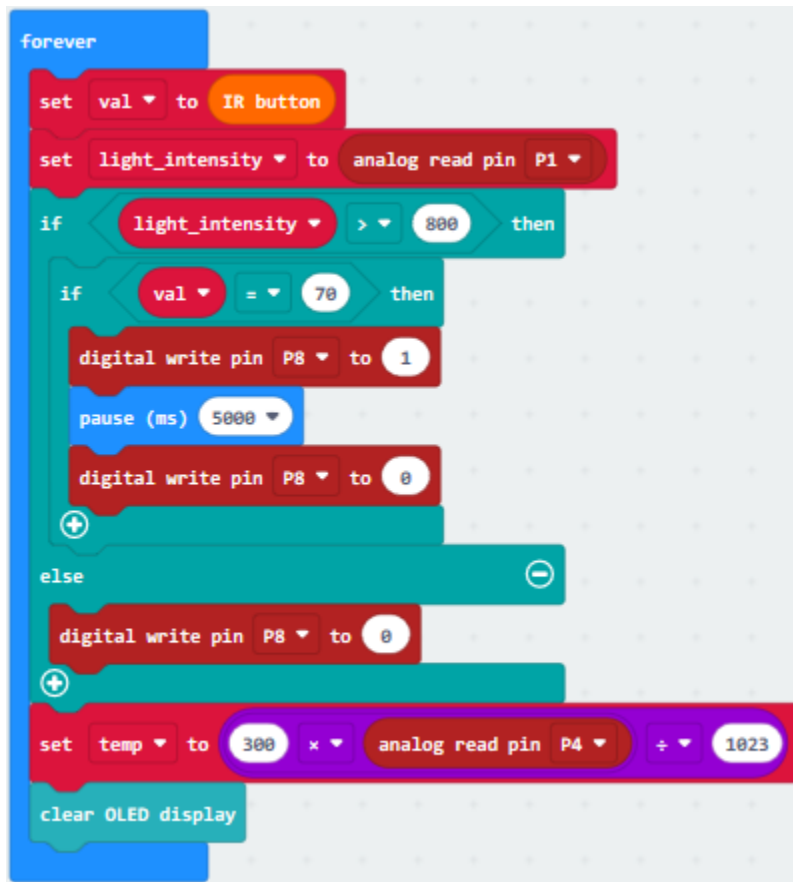 forever
set val to IR button
set light_intensity to analog read pin P1
if light_intensity > 800 then
if val = 70 then
digital write pin P8 to 1
pause (ms) 5000
digital write pin P8 to 0
else
digital write pin P8 to 0
set temp to 300 × analog read pin P4 ÷ 1023
clear OLED display